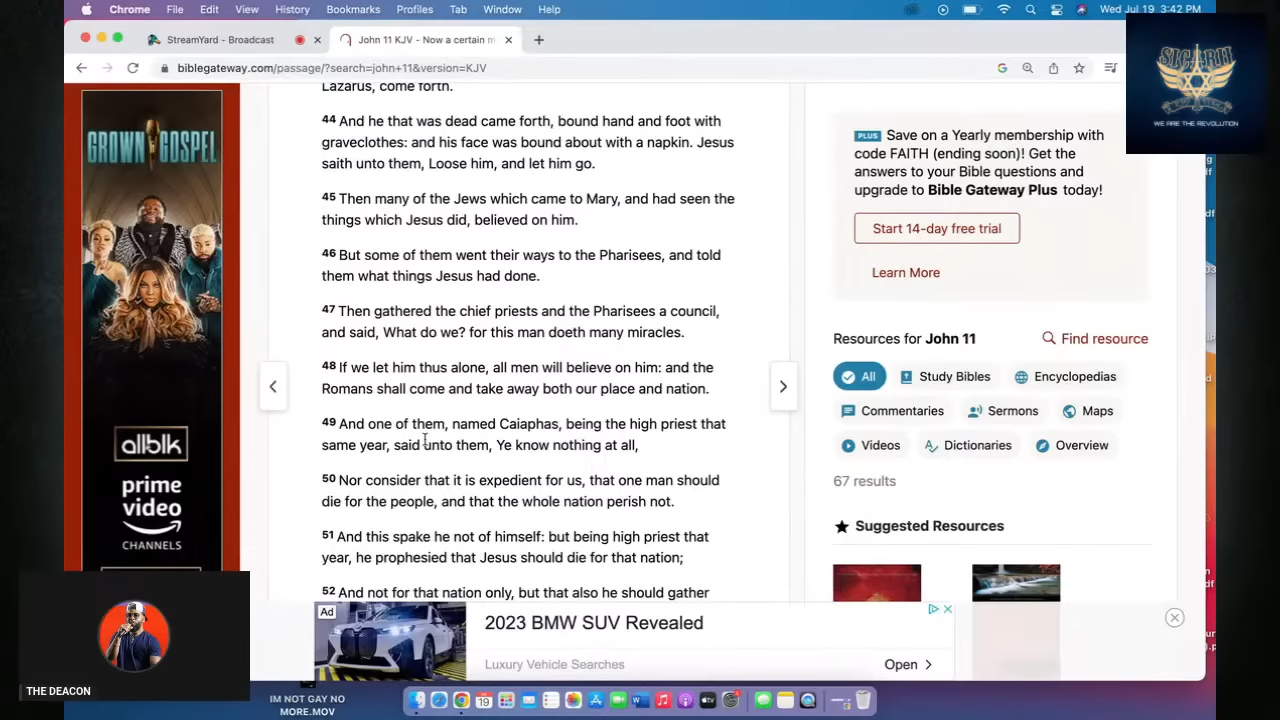 Chrome File Edit View History Bookmarks Profiles Tab Window Help
Wed Jul 19 3:42 PM
StreamYard - Broadcast
John 11 KJV - Now a certain m
biblegateway.com/passage/?search=john+11&version=KJV
SICARII
WE ARE THE REVOLUTION
GROWN GOSPEL
allblk
prime video
CHANNELS
Lazarus, come forth.
44 And he that was dead came forth, bound hand and foot with
graveclothes: and his face was bound about with a napkin. Jesus
saith unto them, Loose him, and let him go.
45 Then many of the Jews which came to Mary, and had seen the
things which Jesus did, believed on him.
46 But some of them went their ways to the Pharisees, and told
them what things Jesus had done.
47 Then gathered the chief priests and the Pharisees a council,
and said, What do we? for this man doeth many miracles.
48 If we let him thus alone, all men will believe on him: and the
Romans shall come and take away both our place and nation.
49 And one of them, named Caiaphas, being the high priest that
same year, said unto them, Ye know nothing at all,
50 Nor consider that it is expedient for us, that one man should
die for the people, and that the whole nation perish not.
51 And this spake he not of himself: but being high priest that
year, he prophesied that Jesus should die for that nation;
52 And not for that nation only, but that also he should gather
PLUS Save on a Yearly membership with
code FAITH (ending soon)! Get the
answers to your Bible questions and
upgrade to Bible Gateway Plus today!
Start 14-day free trial
Learn More
Resources for John 11
Find resource
All Study Bibles Encyclopedias
Commentaries Sermons Maps
Videos Dictionaries Overview
67 results
Suggested Resources
Ad
2023 BMW SUV Revealed
Luxury Vehicle Searches
Open
THE DEACON
IM NOT GAY NO
MORE.MOV